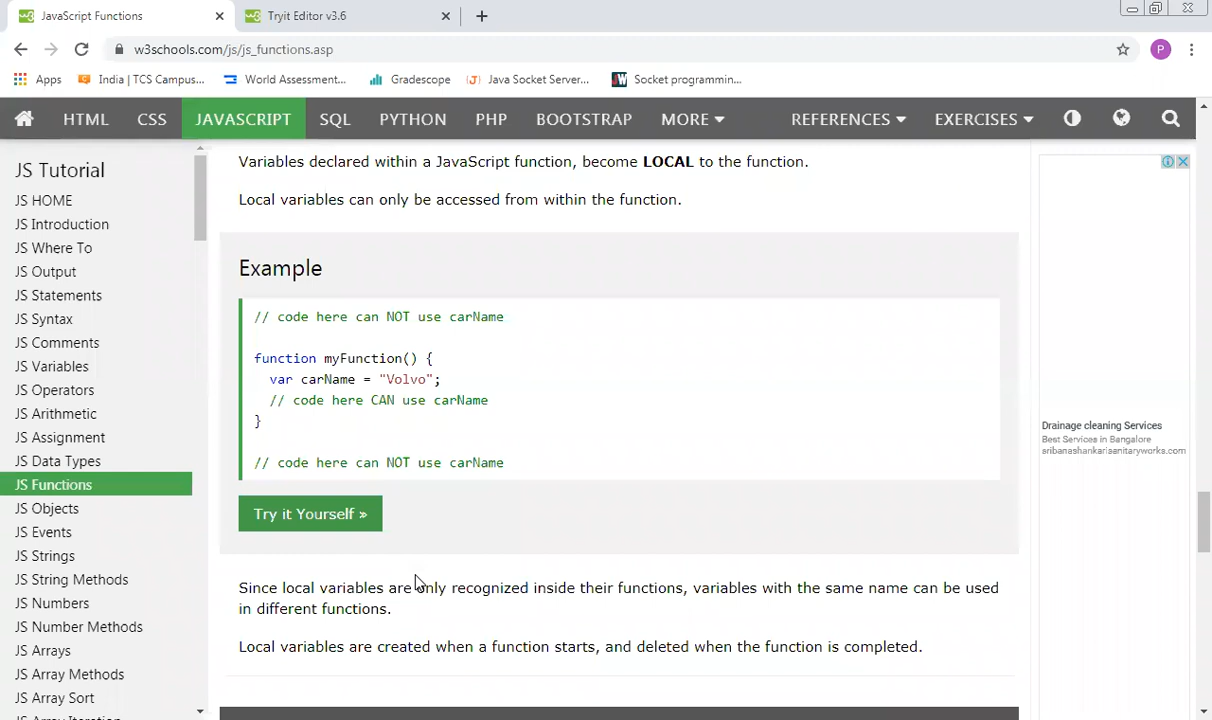 JavaScript Functions
Tryit Editor v3.6
w3schools.com/js/js_functions.asp
P
Apps
India | TCS Campus...
World Assessment...
Gradescope
Java Socket Server...
Socket programmin...
HTML
CSS
JAVASCRIPT
SQL
PYTHON
PHP
BOOTSTRAP
MORE
REFERENCES
EXERCISES
JS Tutorial
JS HOME
JS Introduction
JS Where To
JS Output
JS Statements
JS Syntax
JS Comments
JS Variables
JS Operators
JS Arithmetic
JS Assignment
JS Data Types
JS Functions
JS Objects
JS Events
JS Strings
JS String Methods
JS Numbers
JS Number Methods
JS Arrays
JS Array Methods
JS Array Sort
JS Array Iteration
Variables declared within a JavaScript function, become LOCAL to the function.
Local variables can only be accessed from within the function.
Example
// code here can NOT use carName
function myFunction() {
var carName = "Volvo";
// code here CAN use carName
}
// code here can NOT use carName
Try it Yourself »
Since local variables are only recognized inside their functions, variables with the same name can be used
in different functions.
Local variables are created when a function starts, and deleted when the function is completed.
Drainage cleaning Services
Best Services in Bangalore
sribanashankarisanitaryworks.com